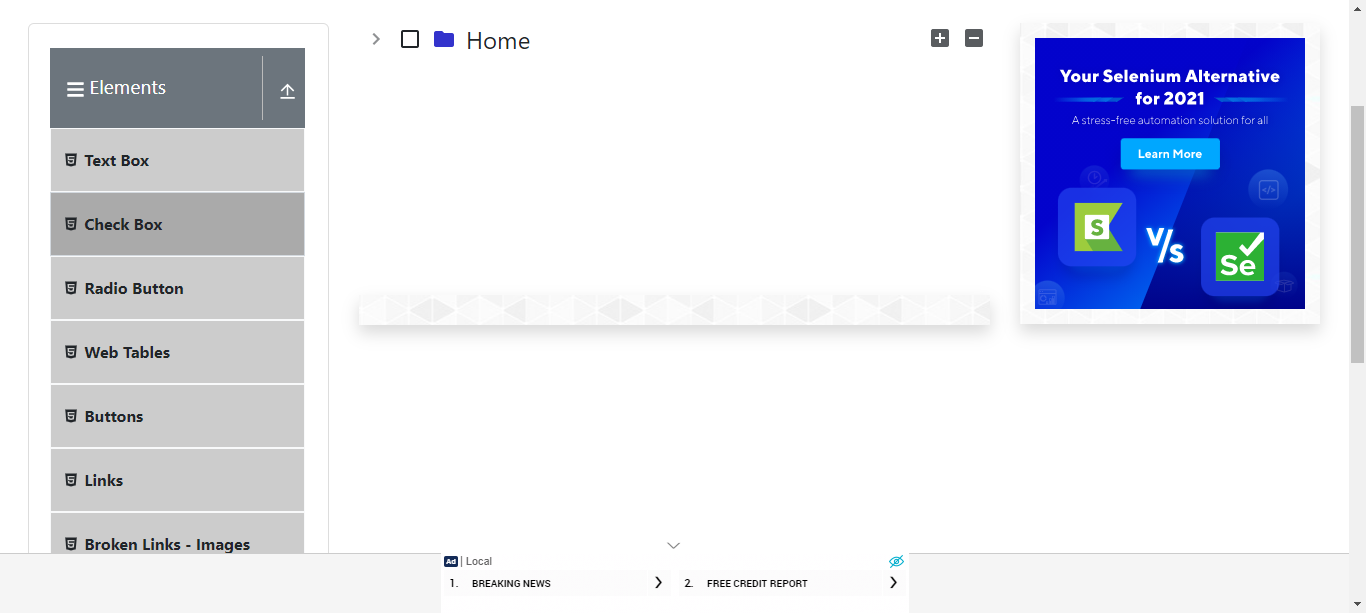 Elements
Text Box
Check Box
Radio Button
Web Tables
Buttons
Links
Broken Links - Images
Home
Your Selenium Alternative
for 2021
A stress-free automation solution for all
Learn More
S
V/s
Se
</>
Ad | Local
1. BREAKING NEWS
2. FREE CREDIT REPORT